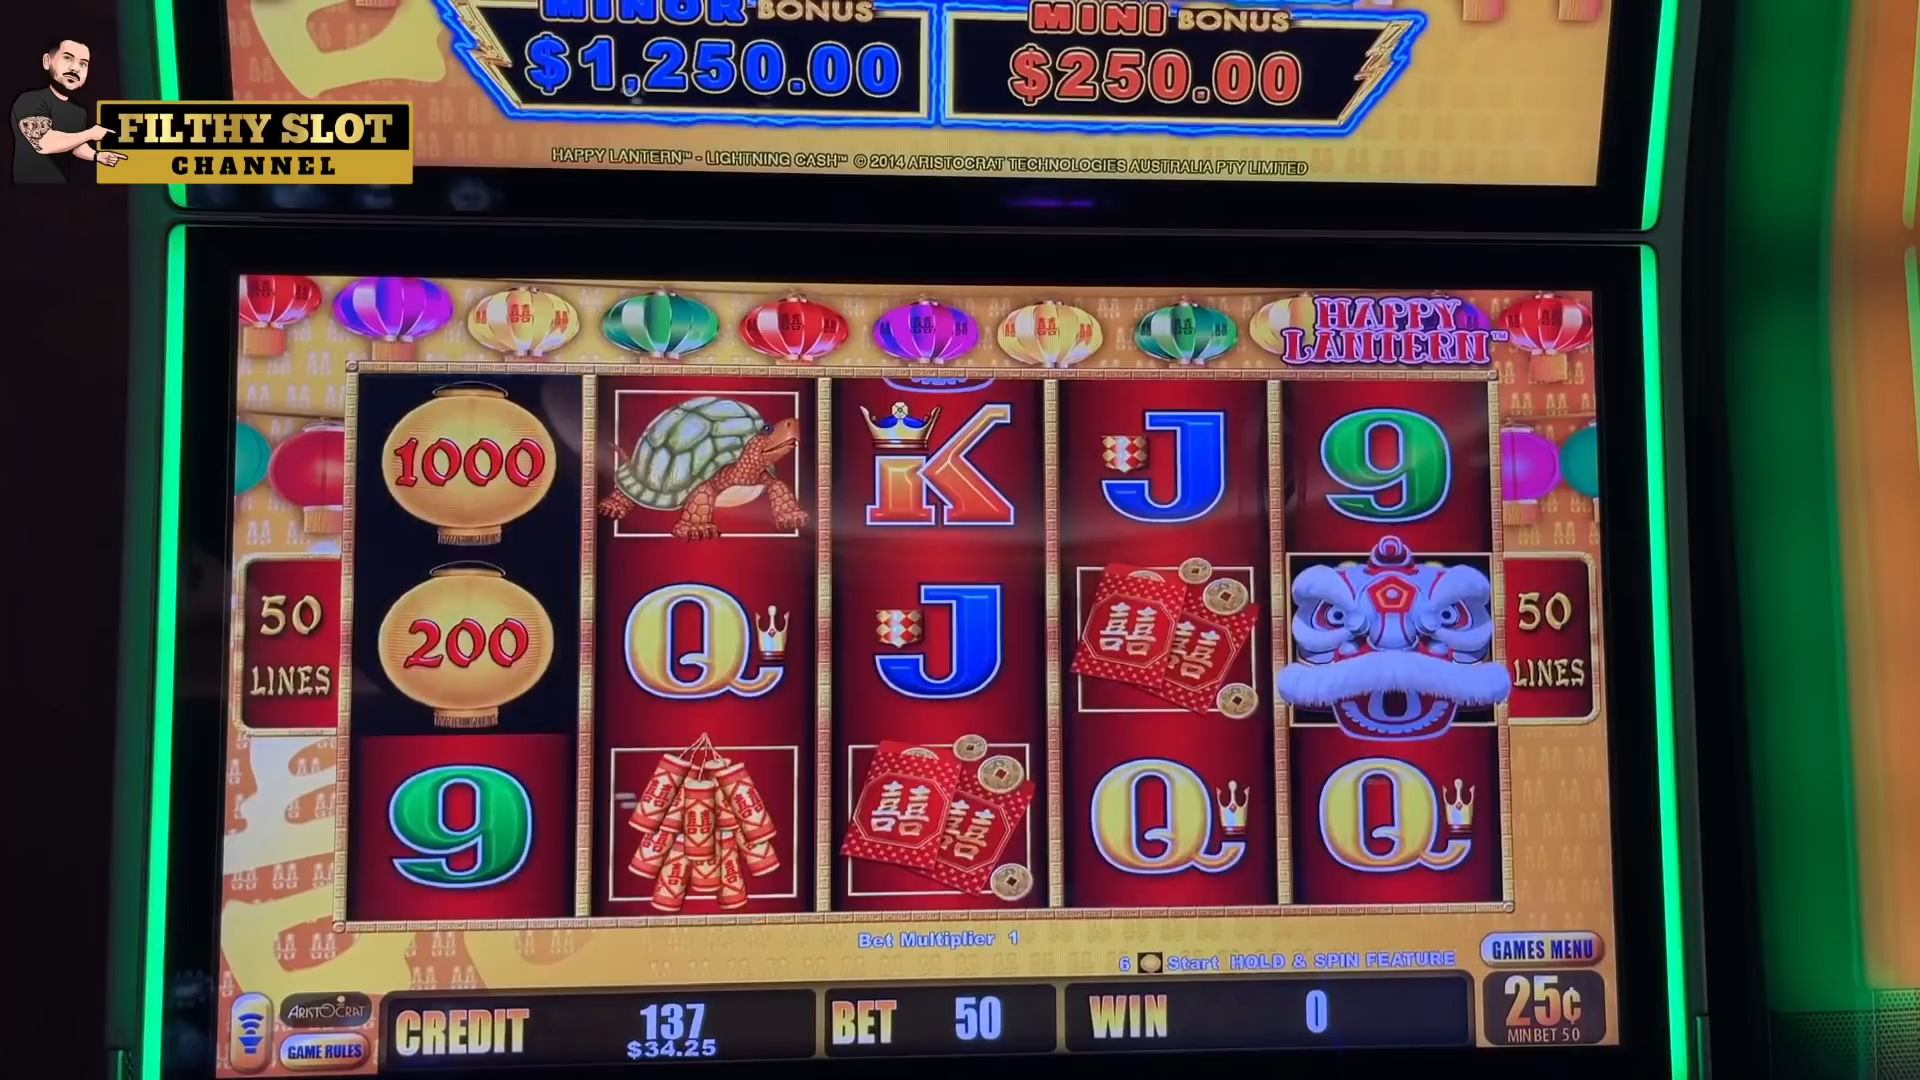 MINOR BONUS
$1,250.00
MINI BONUS
$250.00
FILTHY SLOT
CHANNEL
HAPPY LANTERN™ - LIGHTNING CASH™ © 2014 ARISTOCRAT TECHNOLOGIES AUSTRALIA PTY LIMITED
HAPPY
LANTERN™
1000
K
J
9
50
LINES
200
Q
J
囍 囍
50
LINES
9
囍
囍 囍
Q
Q
Bet Multiplier 1
6 Start HOLD & SPIN FEATURE
GAMES MENU
ARISTOCRAT
GAME RULES
CREDIT 137
$34.25
BET 50
WIN 0
25¢
MIN BET 50